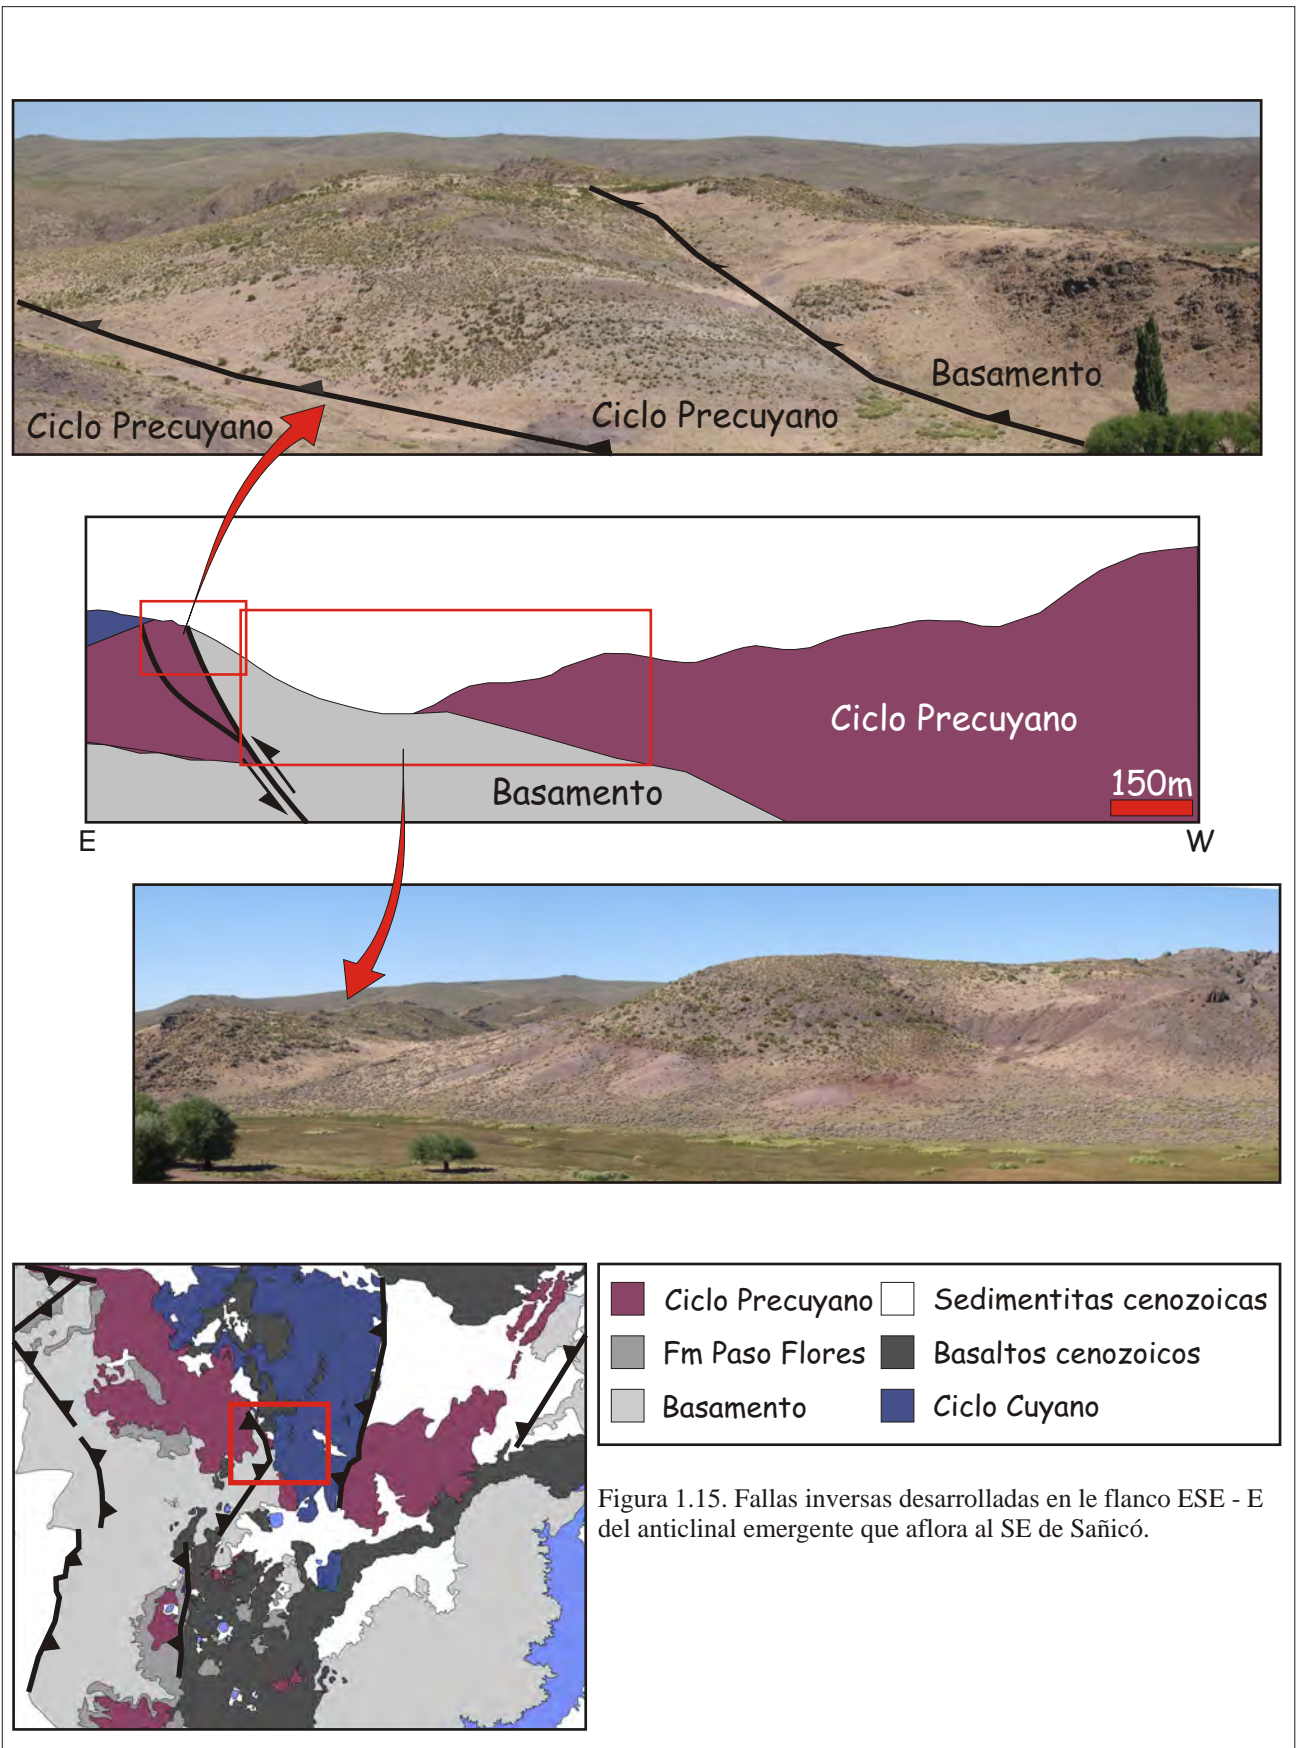 Basamento
Ciclo Precuyano
Ciclo Precuyano
Ciclo Precuyano
150m
Basamento
E
W
Ciclo Precuyano
Sedimentitas cenozoicas
Fm Paso Flores
Basaltos cenozoicos
Basamento
Ciclo Cuyano
Figura 1.15. Fallas inversas desarrolladas en le flanco ESE - E
del anticlinal emergente que aflora al SE de Sañicó.